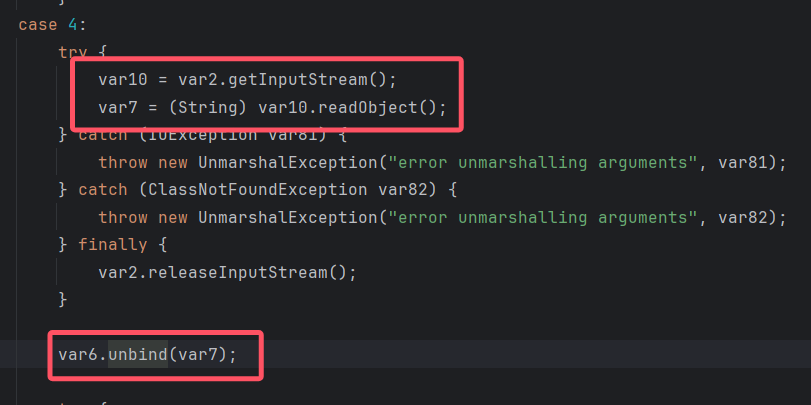 case 4:
try {
var10 = var2.getInputStream();
var7 = (String) var10.readObject();
} catch (IOException var81) {
throw new UnmarshalException("error unmarshalling arguments", var81);
} catch (ClassNotFoundException var82) {
throw new UnmarshalException("error unmarshalling arguments", var82);
} finally {
var2.releaseInputStream();
}
var6.unbind(var7);